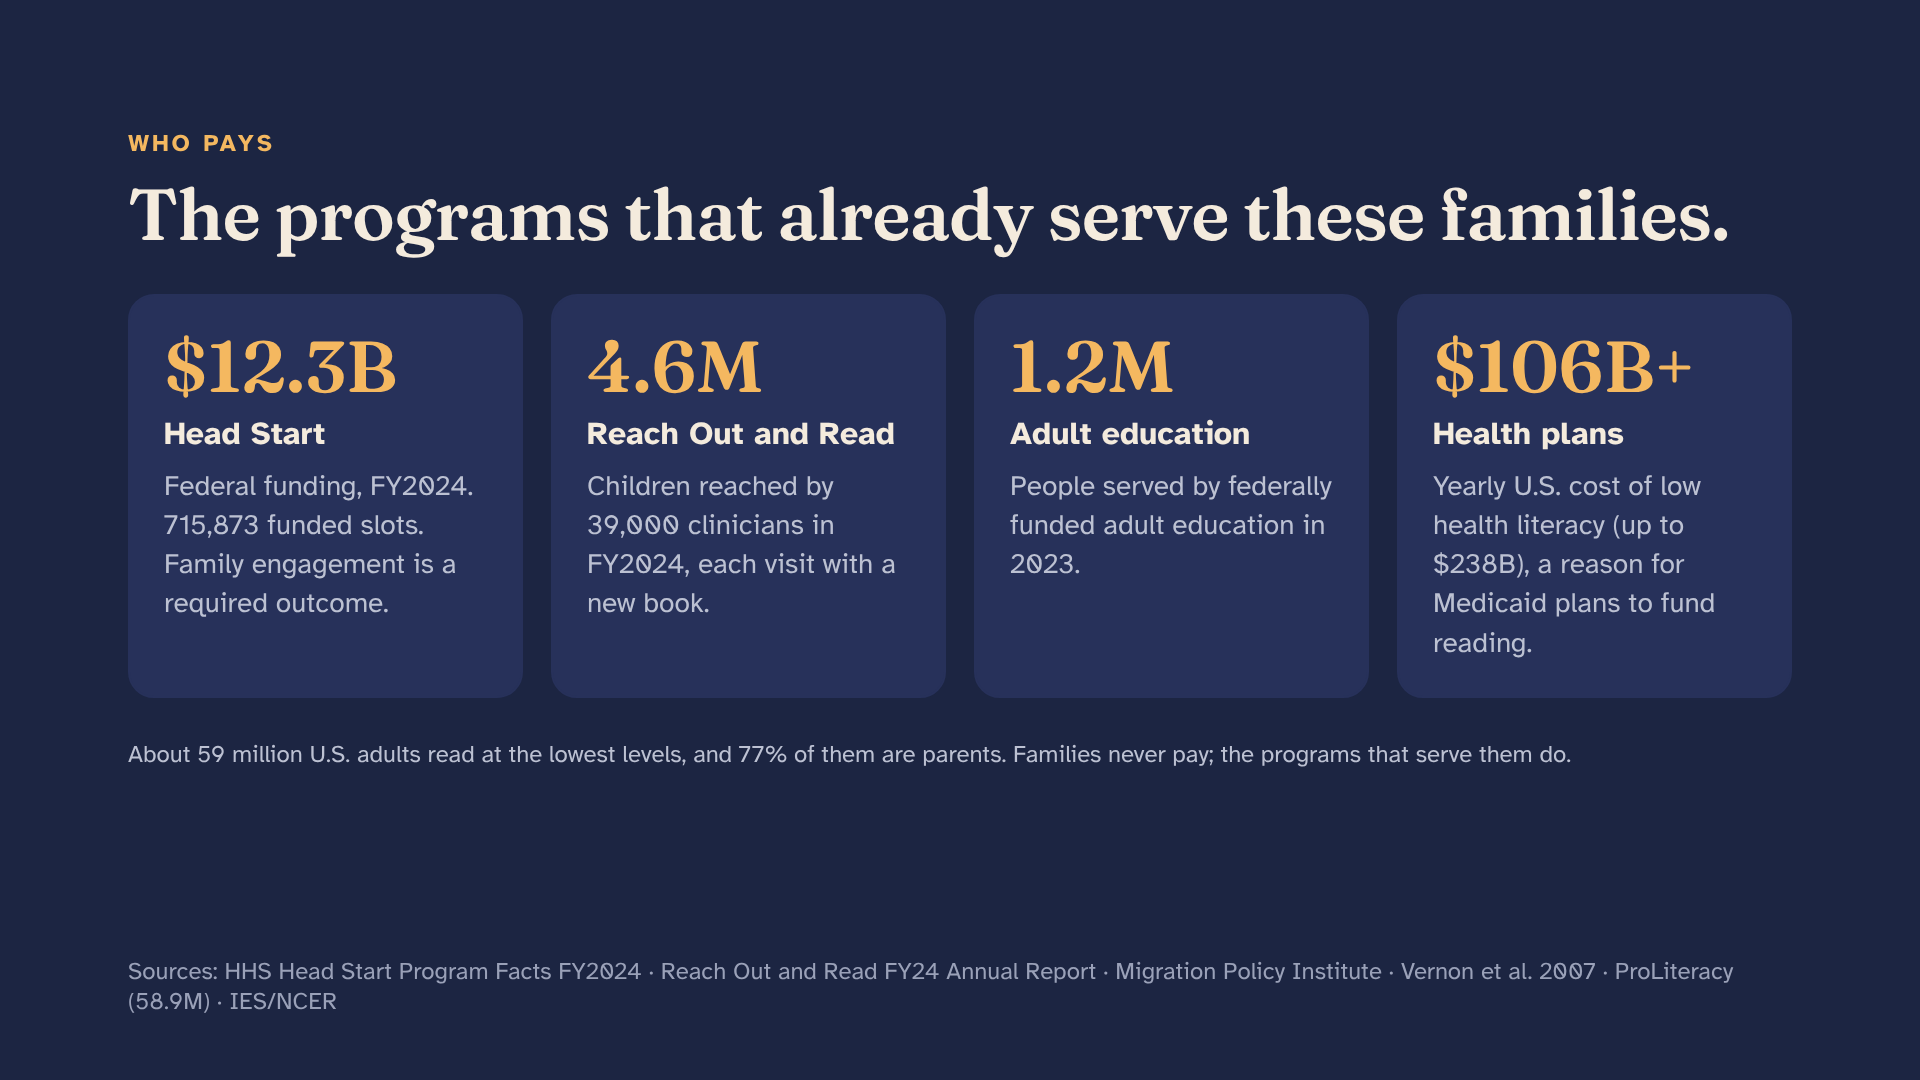 WHO PAYS
The programs that already serve these families.
$12.3B
Head Start
Federal funding, FY2024.
715,873 funded slots.
Family engagement is a
required outcome.
4.6M
Reach Out and Read
Children reached by
39,000 clinicians in
FY2024, each visit with a
new book.
1.2M
Adult education
People served by federally
funded adult education in
2023.
$106B+
Health plans
Yearly U.S. cost of low
health literacy (up to
$238B), a reason for
Medicaid plans to fund
reading.
About 59 million U.S. adults read at the lowest levels, and 77% of them are parents. Families never pay; the programs that serve them do.
Sources: HHS Head Start Program Facts FY2024 · Reach Out and Read FY24 Annual Report · Migration Policy Institute · Vernon et al. 2007 · ProLiteracy
(58.9M) · IES/NCER